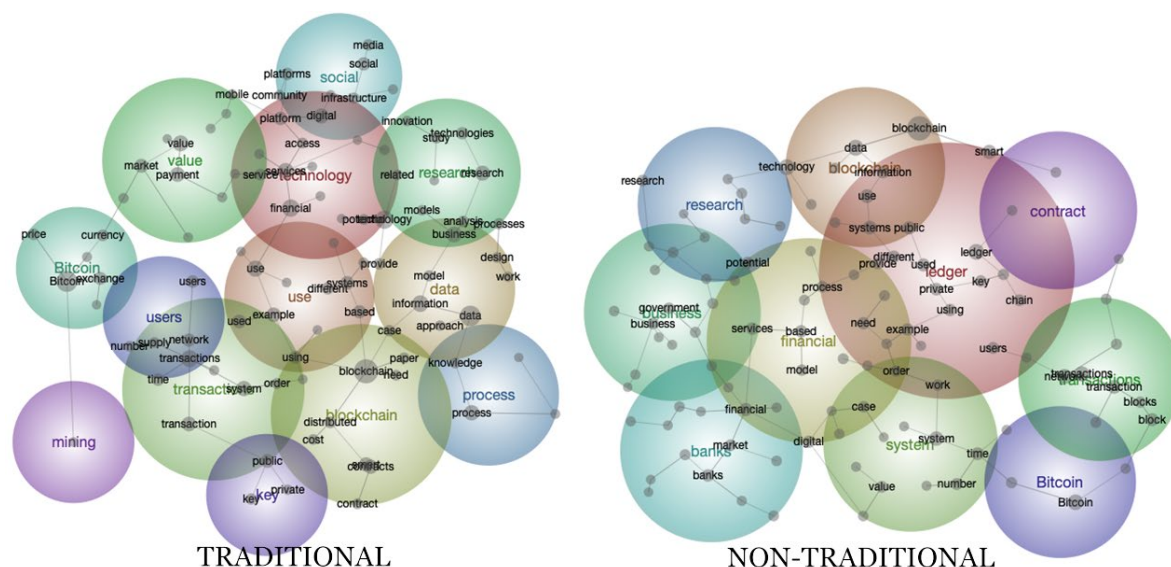 media
social
platforms
social
mobile
community
infrastructure
platform
digital
innovation
technologies
study
access
value
value
market
services
payment
service
technology
related
research
research
financial
models
technology
analysis
processes
business
price
currency
provide
design
Bitcoin
use
model
work
Bitcoin
exchange
users
different
systems
data
use
information
users
used
example
based
data
approach
supply
network
case
number
transactions
using
paper
knowledge
time
system
order
blockchain
need
process
blockchain
process
transaction
distributed
mining
cost
public
smart
contracts
key
private
key
contract
TRADITIONAL
blockchain
data
smart
technology
blockchain
information
research
use
research
contract
systems
public
ledger
different
potential
provide
used
ledger
process
private
key
chain
government
using
business
business
services
based
need
example
financial
users
model
order
transactions
work
transactions
transaction
financial
case
blocks
block
digital
market
system
banks
system
time
banks
value
number
Bitcoin
Bitcoin
NON-TRADITIONAL